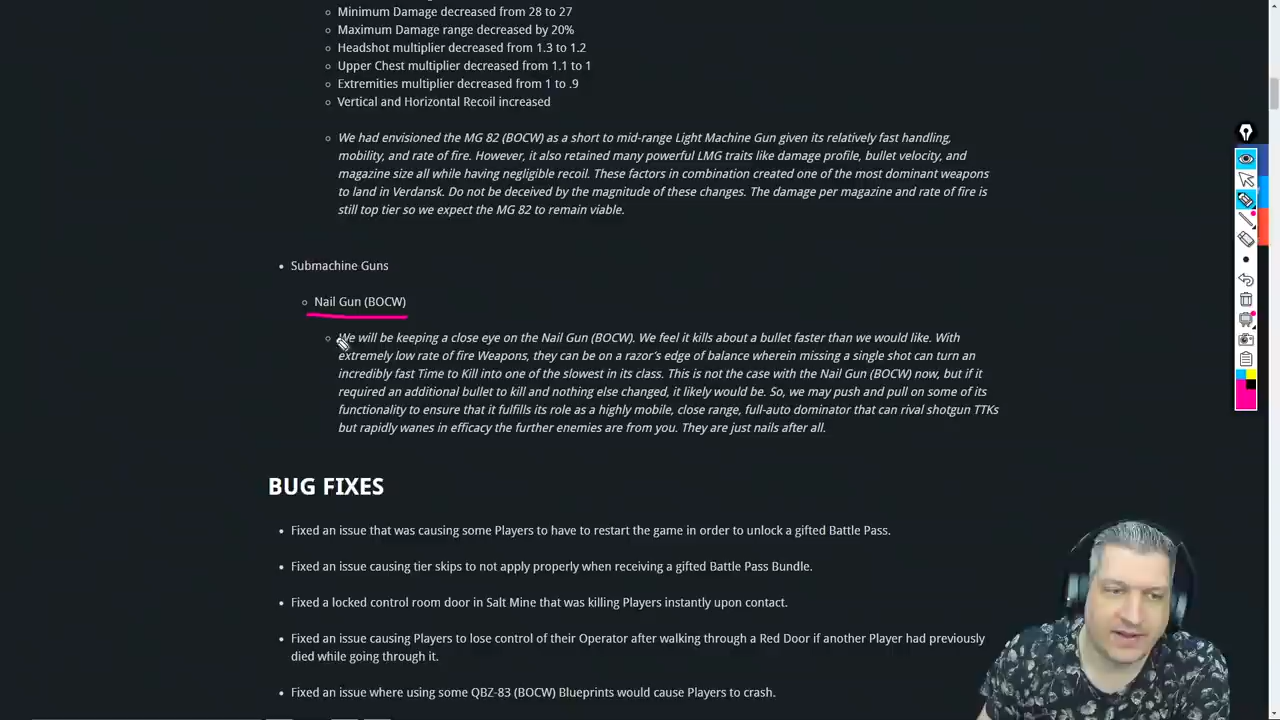 Minimum Damage decreased from 28 to 27
Maximum Damage range decreased by 20%
Headshot multiplier decreased from 1.3 to 1.2
Upper Chest multiplier decreased from 1.1 to 1
Extremities multiplier decreased from 1 to .9
Vertical and Horizontal Recoil increased
We had envisioned the MG 82 (BOCW) as a short to mid-range Light Machine Gun given its relatively fast handling,
mobility, and rate of fire. However, it also retained many powerful LMG traits like damage profile, bullet velocity, and
magazine size all while having negligible recoil. These factors in combination created one of the most dominant weapons
to land in Verdansk. Do not be deceived by the magnitude of these changes. The damage per magazine and rate of fire is
still top tier so we expect the MG 82 to remain viable.
Submachine Guns
Nail Gun (BOCW)
We will be keeping a close eye on the Nail Gun (BOCW). We feel it kills about a bullet faster than we would like. With
extremely low rate of fire Weapons, they can be on a razor's edge of balance wherein missing a single shot can turn an
incredibly fast Time to Kill into one of the slowest in its class. This is not the case with the Nail Gun (BOCW) now, but if it
required an additional bullet to kill and nothing else changed, it likely would be. So, we may push and pull on some of its
functionality to ensure that it fulfills its role as a highly mobile, close range, full-auto dominator that can rival shotgun TTKs
but rapidly wanes in efficacy the further enemies are from you. They are just nails after all.
BUG FIXES
Fixed an issue that was causing some Players to have to restart the game in order to unlock a gifted Battle Pass.
Fixed an issue causing tier skips to not apply properly when receiving a gifted Battle Pass Bundle.
Fixed a locked control room door in Salt Mine that was killing Players instantly upon contact.
Fixed an issue causing Players to lose control of their Operator after walking through a Red Door if another Player had previously
died while going through it.
Fixed an issue where using some QBZ-83 (BOCW) Blueprints would cause Players to crash.